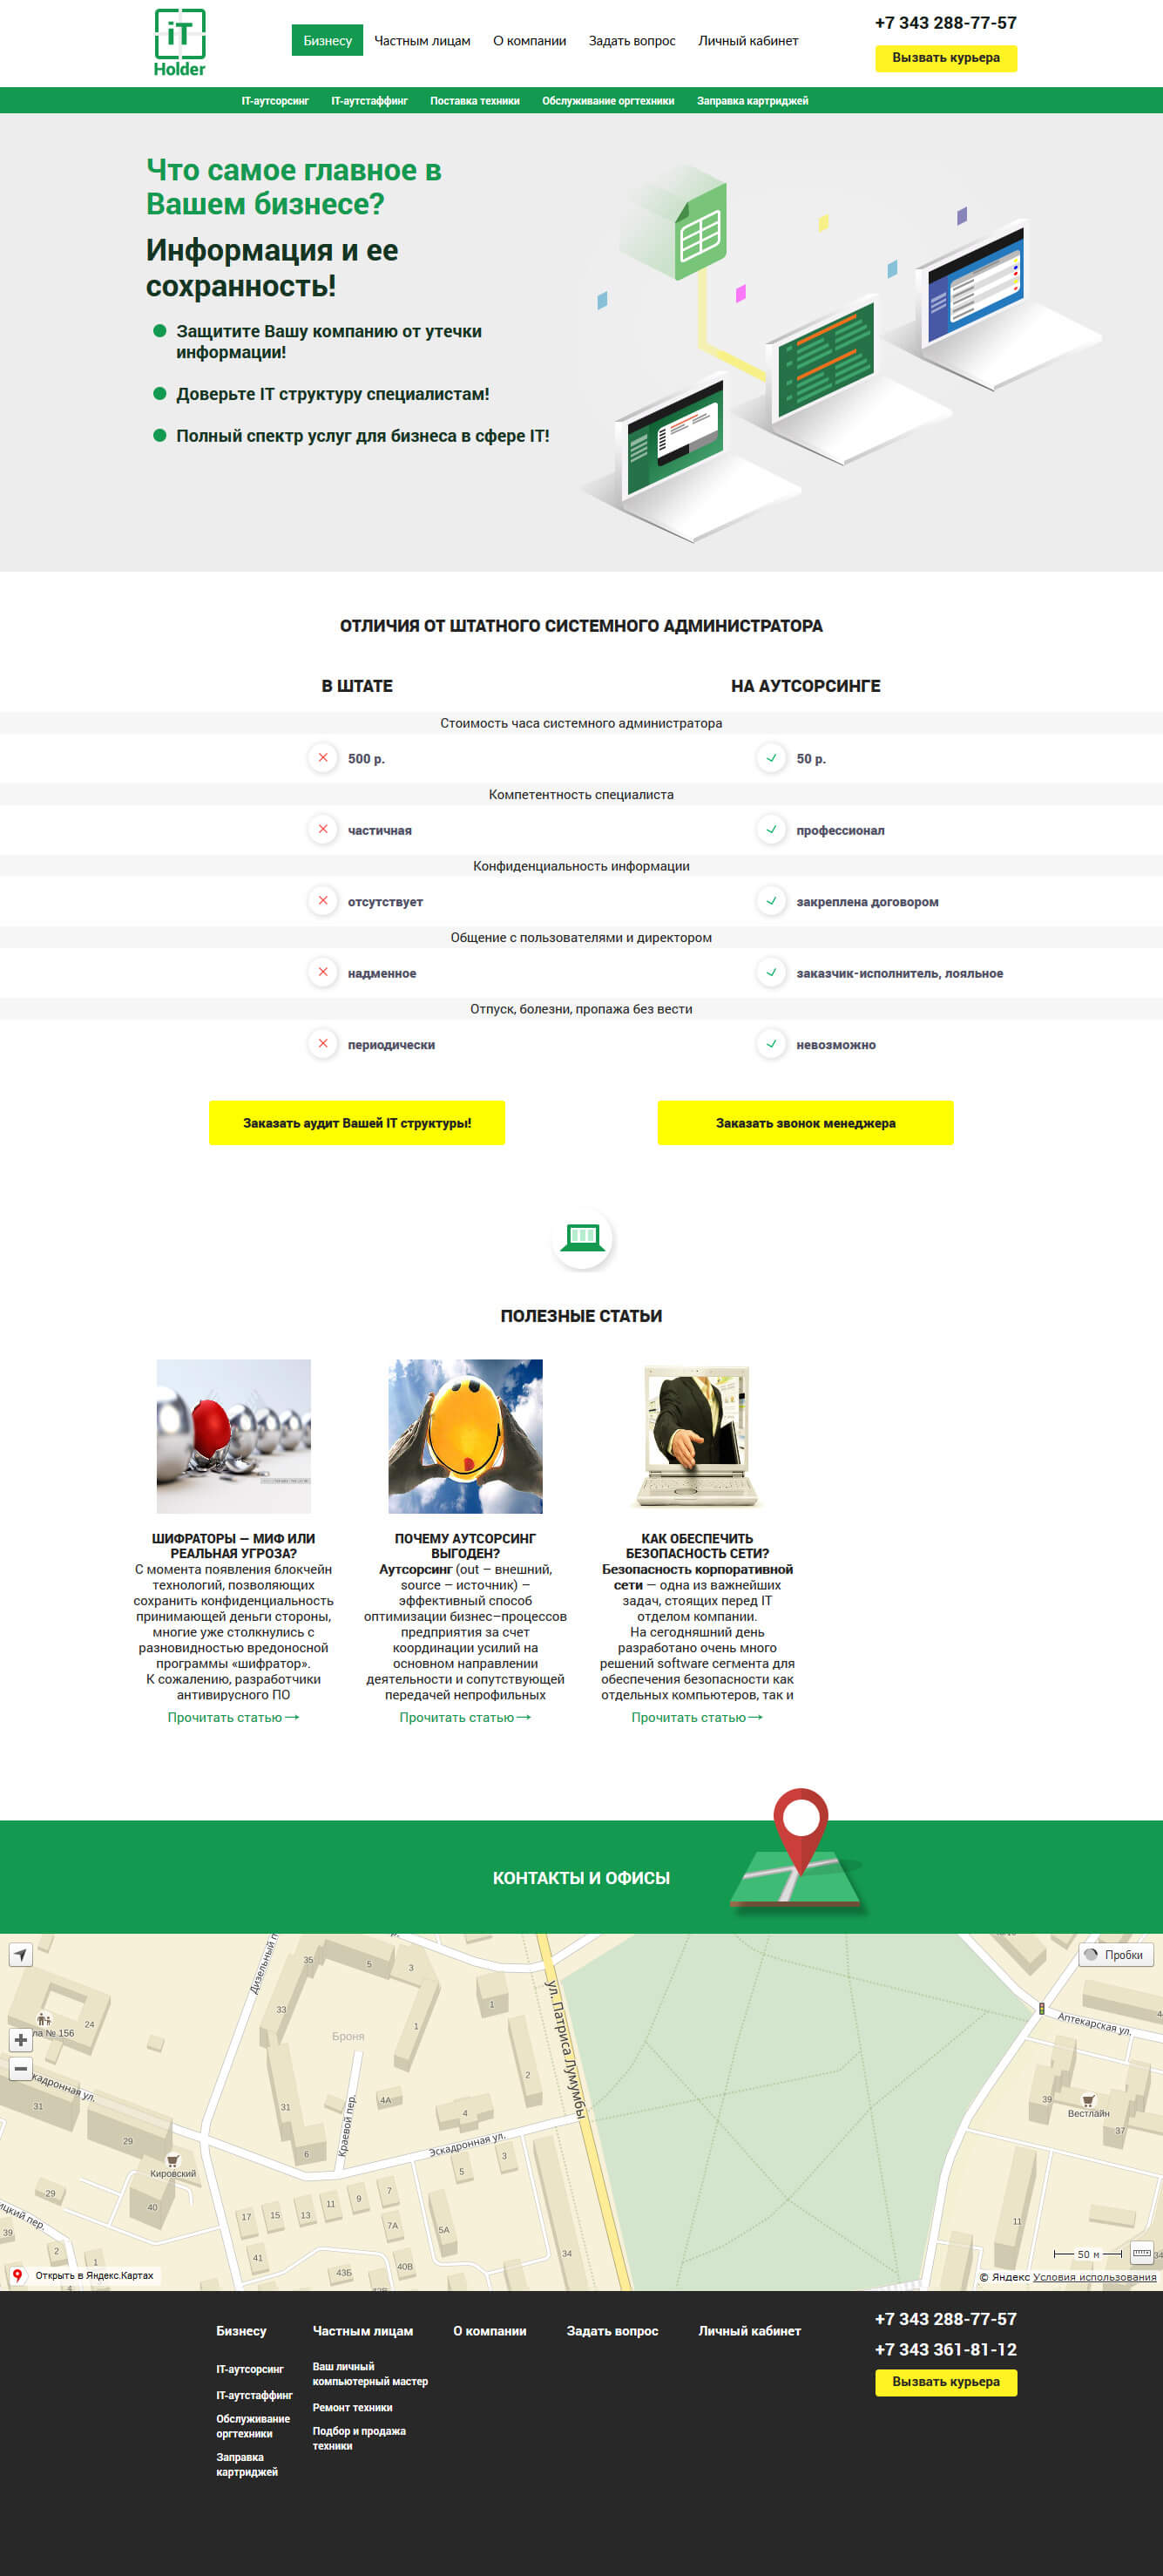 iT
Holder
Бизнесу
Частным лицам
О компании
Задать вопрос
Личный кабинет
+7 343 288-77-57
Вызвать курьера
IT-аутсорсинг
IT-аутстаффинг
Поставка техники
Обслуживание оргтехники
Заправка картриджей
Что самое главное в
Вашем бизнесе?
Информация и ее
сохранность!
Защитите Вашу компанию от утечки
информации!
Доверьте IT структуру специалистам!
Полный спектр услуг для бизнеса в сфере IT!
ОТЛИЧИЯ ОТ ШТАТНОГО СИСТЕМНОГО АДМИНИСТРАТОРА
В ШТАТЕ
НА АУТСОРСИНГЕ
Стоимость часа системного администратора
500 р.
50 р.
Компетентность специалиста
частичная
профессионал
Конфиденциальность информации
отсутствует
закреплена договором
Общение с пользователями и директором
надменное
заказчик-исполнитель, лояльное
Отпуск, болезни, пропажа без вести
периодически
невозможно
Заказать аудит Вашей IT структуры!
Заказать звонок менеджера
ПОЛЕЗНЫЕ СТАТЬИ
ШИФРАТОРЫ — МИФ ИЛИ
РЕАЛЬНАЯ УГРОЗА?
С момента появления блокчейн
технологий, позволяющих
сохранить конфиденциальность
принимающей деньги стороны,
многие уже столкнулись с
разновидностью вредоносной
программы «шифратор».
К сожалению, разработчики
антивирусного ПО
Прочитать статью
ПОЧЕМУ АУТСОРСИНГ
ВЫГОДЕН?
Аутсорсинг (out – внешний,
source – источник) –
эффективный способ
оптимизации бизнес–процессов
предприятия за счет
координации усилий на
основном направлении
деятельности и сопутствующей
передачей непрофильных
Прочитать статью
КАК ОБЕСПЕЧИТЬ
БЕЗОПАСНОСТЬ СЕТИ?
Безопасность корпоративной
сети — одна из важнейших
задач, стоящих перед IT
отделом компании.
На сегодняшний день
разработано очень много
решений software сегмента для
обеспечения безопасности как
отдельных компьютеров, так и
Прочитать статью
КОНТАКТЫ И ОФИСЫ
Дизельный п
35
5
3
1
33
24
ла № 156
Броня
1
ул. Патриса Лумумбы
Пробки
Аптекарская ул.
кадронная ул.
31
29
31
Краевой пер.
4А
4
2
39
Вестлайн
37
Кировский
6
Эскадронная ул.
5
3
29
40
17
15
13
11
9
7
7А
5А
11
ицкий пер.
39
2
1
41
43Б
40В
34
50 м
34
4
42В
Открыть в Яндекс.Картах
© Яндекс Условия использования
Бизнесу
Частным лицам
О компании
Задать вопрос
Личный кабинет
+7 343 288-77-57
+7 343 361-81-12
Вызвать курьера
IT-аутсорсинг
IT-аутстаффинг
Обслуживание
оргтехники
Заправка
картриджей
Ваш личный
компьютерный мастер
Ремонт техники
Подбор и продажа
техники